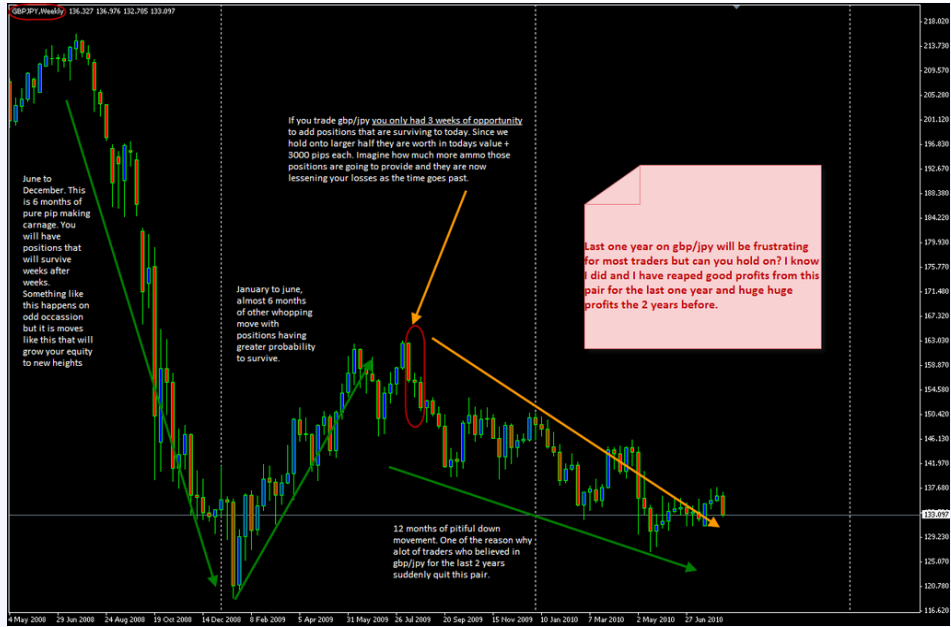 GBPJPY,Weekly 136.327 136.976 132.785 133.097
218.020
213.730
209.570
205.280
201.120
196.830
192.670
188.380
184.220
179.930
175.770
171.480
167.320
163.030
158.870
154.580
150.420
146.130
141.970
137.680
133.097
129.230
125.070
120.780
116.620
If you trade gbp/jpy you only had 3 weeks of opportunity
to add positions that are surviving to today. Since we
hold onto larger half they are worth in todays value +
3000 pips each. Imagine how much more ammo those
positions are going to provide and they are now
lessening your losses as the time goes past.
June to
December. This
is 6 months of
pure pip making
carnage. You
will have
positions that
will survive
weeks after
weeks.
Something like
this happens on
odd occassion
but it is moves
like this that will
grow your equity
to new heights
January to june,
almost 6 months
of other whopping
move with
positions having
greater probability
to survive.
Last one year on gbp/jpy will be frustrating
for most traders but can you hold on? I know
I did and I have reaped good profits from this
pair for the last one year and huge huge
profits the 2 years before.
12 months of pitiful down
movement. One of the reason why
alot of traders who believed in
gbp/jpy for the last 2 years
suddenly quit this pair.
4 May 2008 29 Jun 2008 24 Aug 2008 19 Oct 2008 14 Dec 2008 8 Feb 2009 5 Apr 2009 31 May 2009 26 Jul 2009 20 Sep 2009 15 Nov 2009 10 Jan 2010 7 Mar 2010 2 May 2010 27 Jun 2010